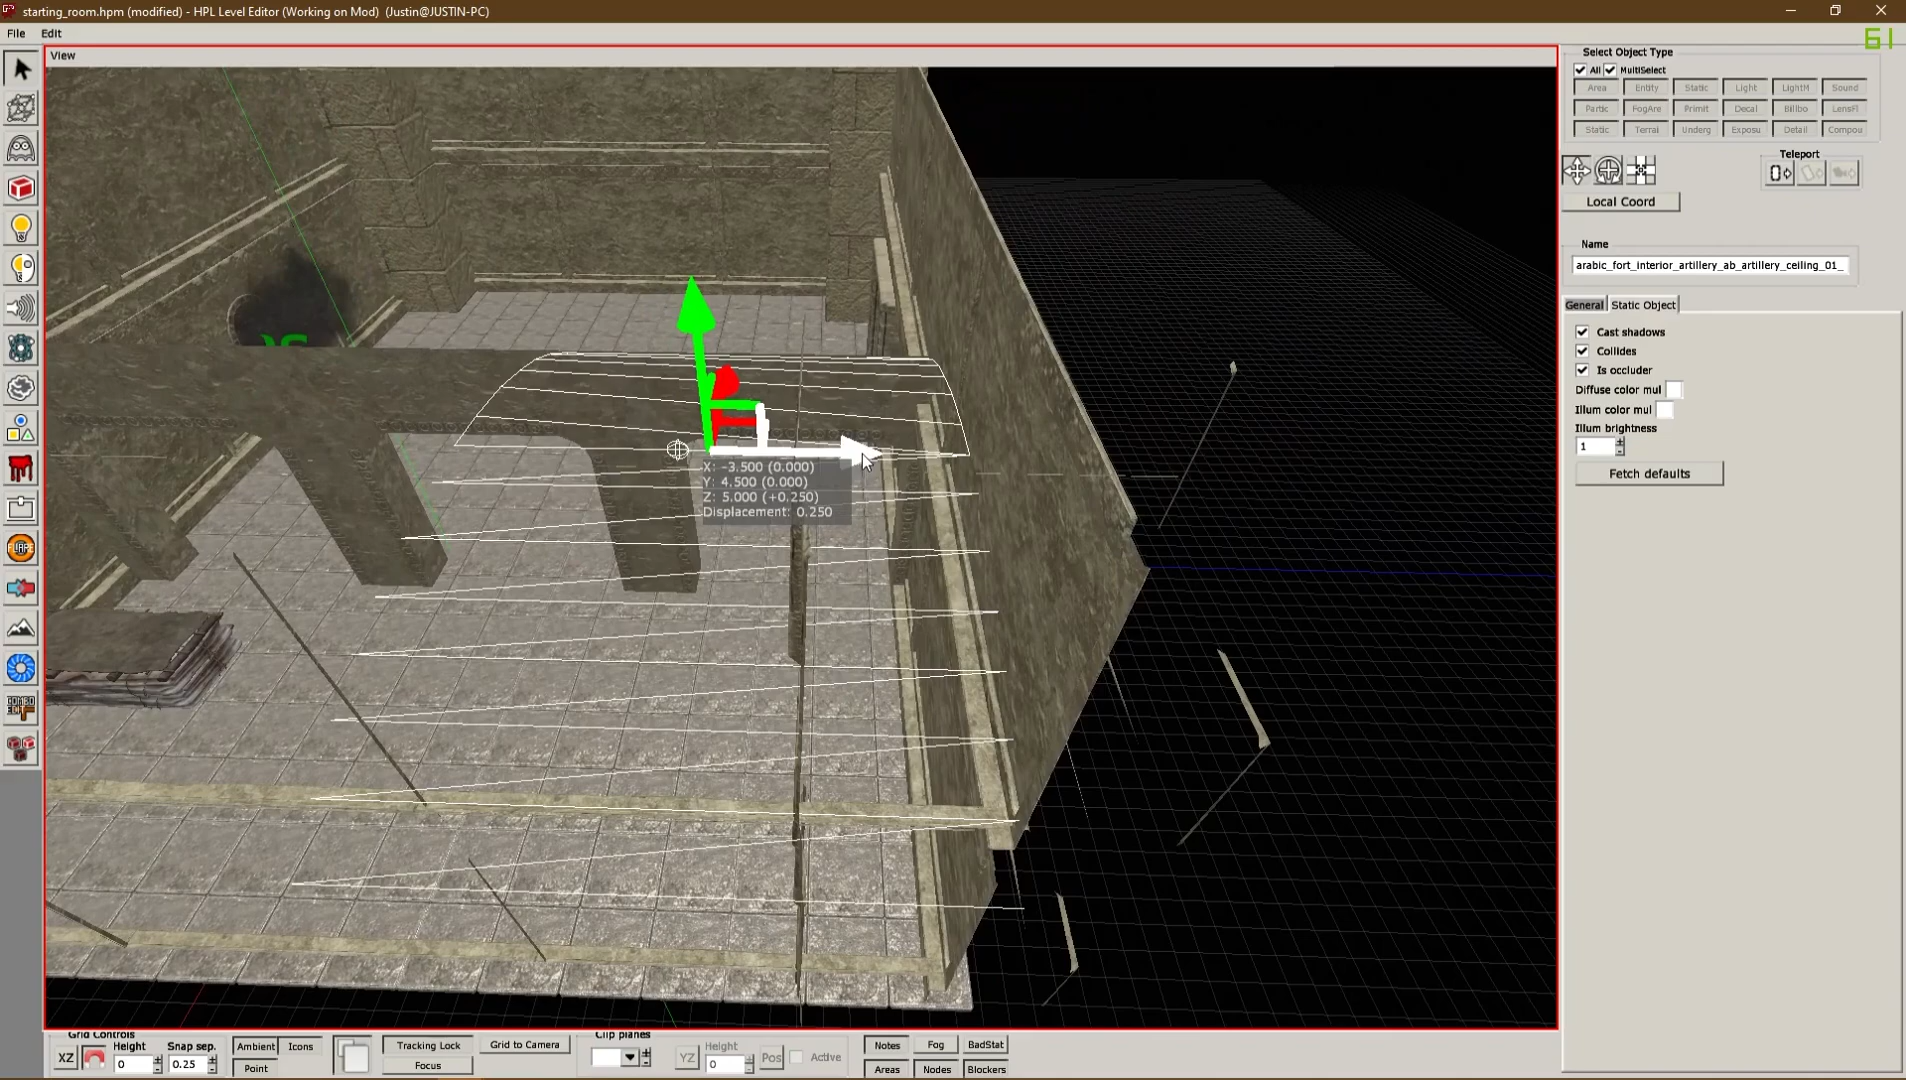 starting_room.hpm (modified) - HPL Level Editor (Working on Mod)  (Justin@JUSTIN-PC)
File Edit
61
View
Select Object Type
All MultiSelect
Area Entity Static Light LightM Sound
Partic FogAre Primit Decal Billbo LensFl
Static Terrai Underg Exposu Detail Compou
Teleport
Local Coord
Name
arabic_fort_interior_artillery_ab_artillery_ceiling_01_
General Static Object
Cast shadows
Collides
Is occluder
Diffuse color mul
Illum color mul
Illum brightness
1
Fetch defaults
X: -3.500 (0.000)
Y: 4.500 (0.000)
Z: 5.000 (+0.250)
Displacement: 0.250
FLARE
COMBO
Grid Controls
XZ Height 0 Snap sep. 0.25
Ambient Icons
Point
Tracking Lock
Focus
Grid to Camera
Clip planes
YZ Height 0 Pos Active
Notes Fog BadStat
Areas Nodes Blockers